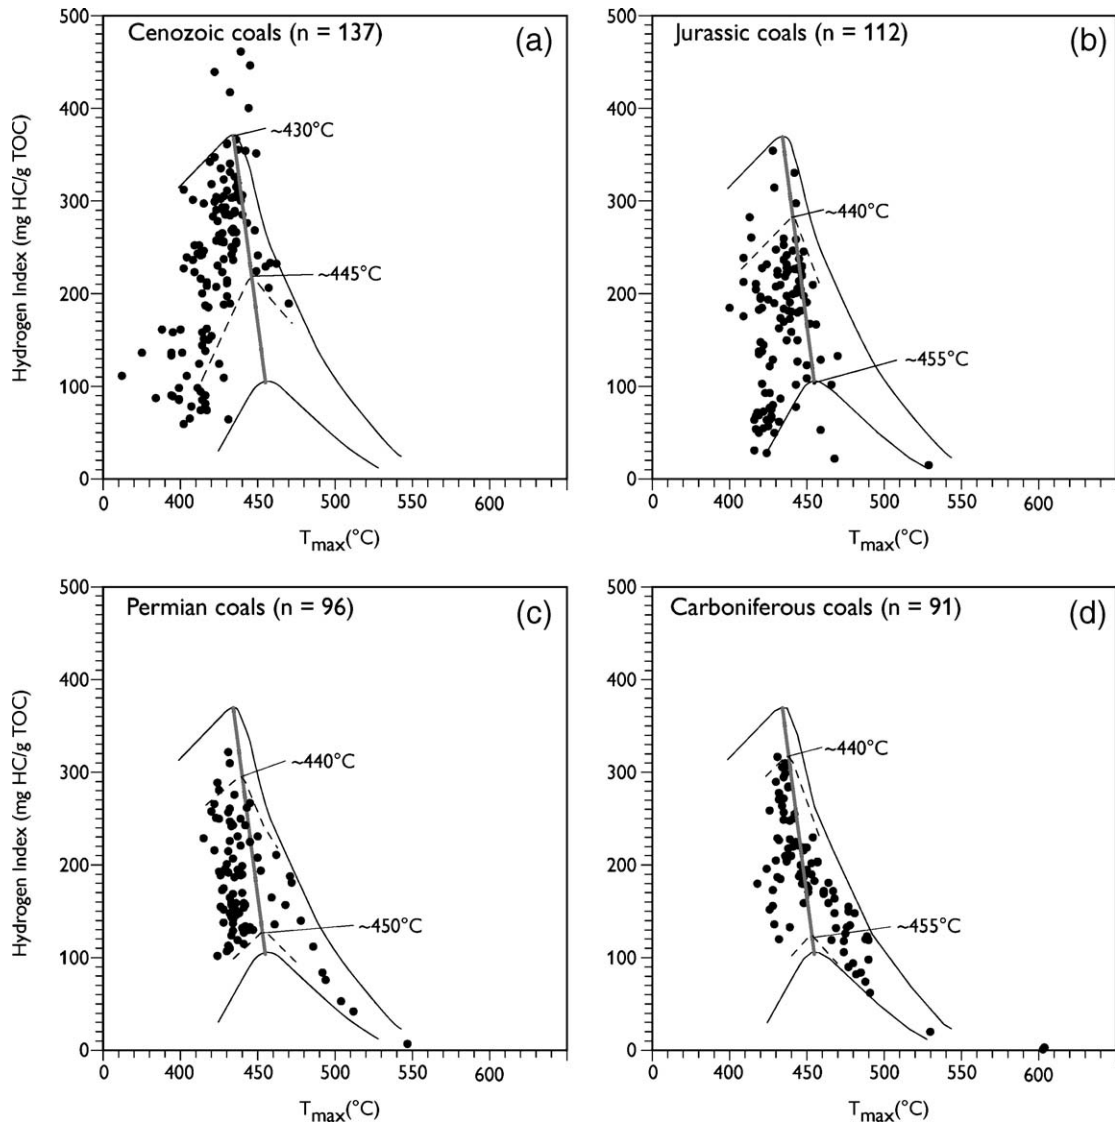 Cenozoic coals (n = 137)
(a)
500
400
300
200
100
0
Hydrogen Index (mg HC/g TOC)
~430°C
~445°C
0
400
450
500
550
600
Tmax(°C)
Jurassic coals (n = 112)
(b)
500
400
300
200
100
0
~440°C
~455°C
0
400
450
500
550
600
Tmax(°C)
Permian coals (n = 96)
(c)
500
400
300
200
100
0
Hydrogen Index (mg HC/g TOC)
~440°C
~450°C
0
400
450
500
550
600
Tmax(°C)
Carboniferous coals (n = 91)
(d)
500
400
300
200
100
0
~440°C
~455°C
0
400
450
500
550
600
Tmax(°C)